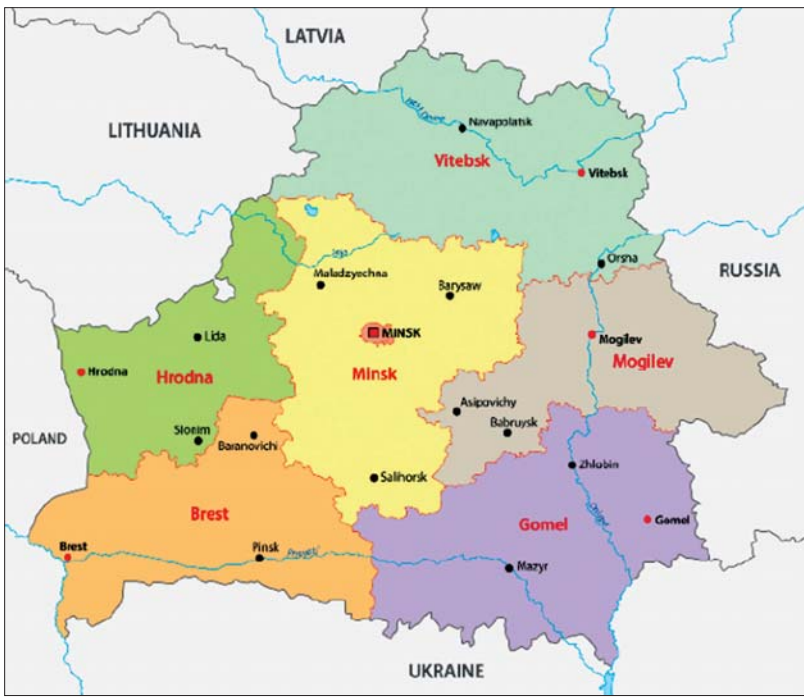 LATVIA
LITHUANIA
Navapolatsk
Vitebsk
Vitebsk
Orsha
RUSSIA
Maladzyechna
Barysaw
MINSK
Lida
Mogilev
Hrodna
Hrodna
Minsk
Mogilev
Asipovichy
Babruysk
POLAND
Slonim
Baranovichi
Zhlobin
Salihorsk
Brest
Gomel
Gomel
Brest
Pinsk
Mazyr
UKRAINE